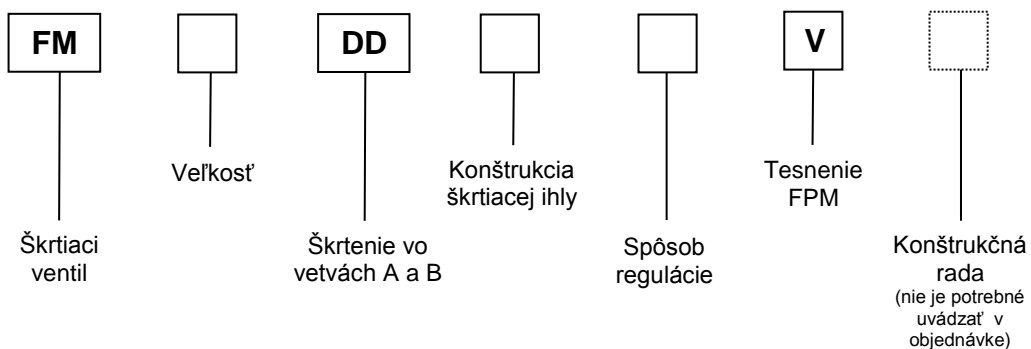 FM
DD
V
Veľkosť
Konštrukcia
škrtiacej ihly
Tesnenie
FPM
Škrtiaci
ventil
Škrtenie vo
vetvách A a B
Spôsob
regulácie
Konštrukčná
rada
(nie je potrebné
uvádzať v
objednávke)